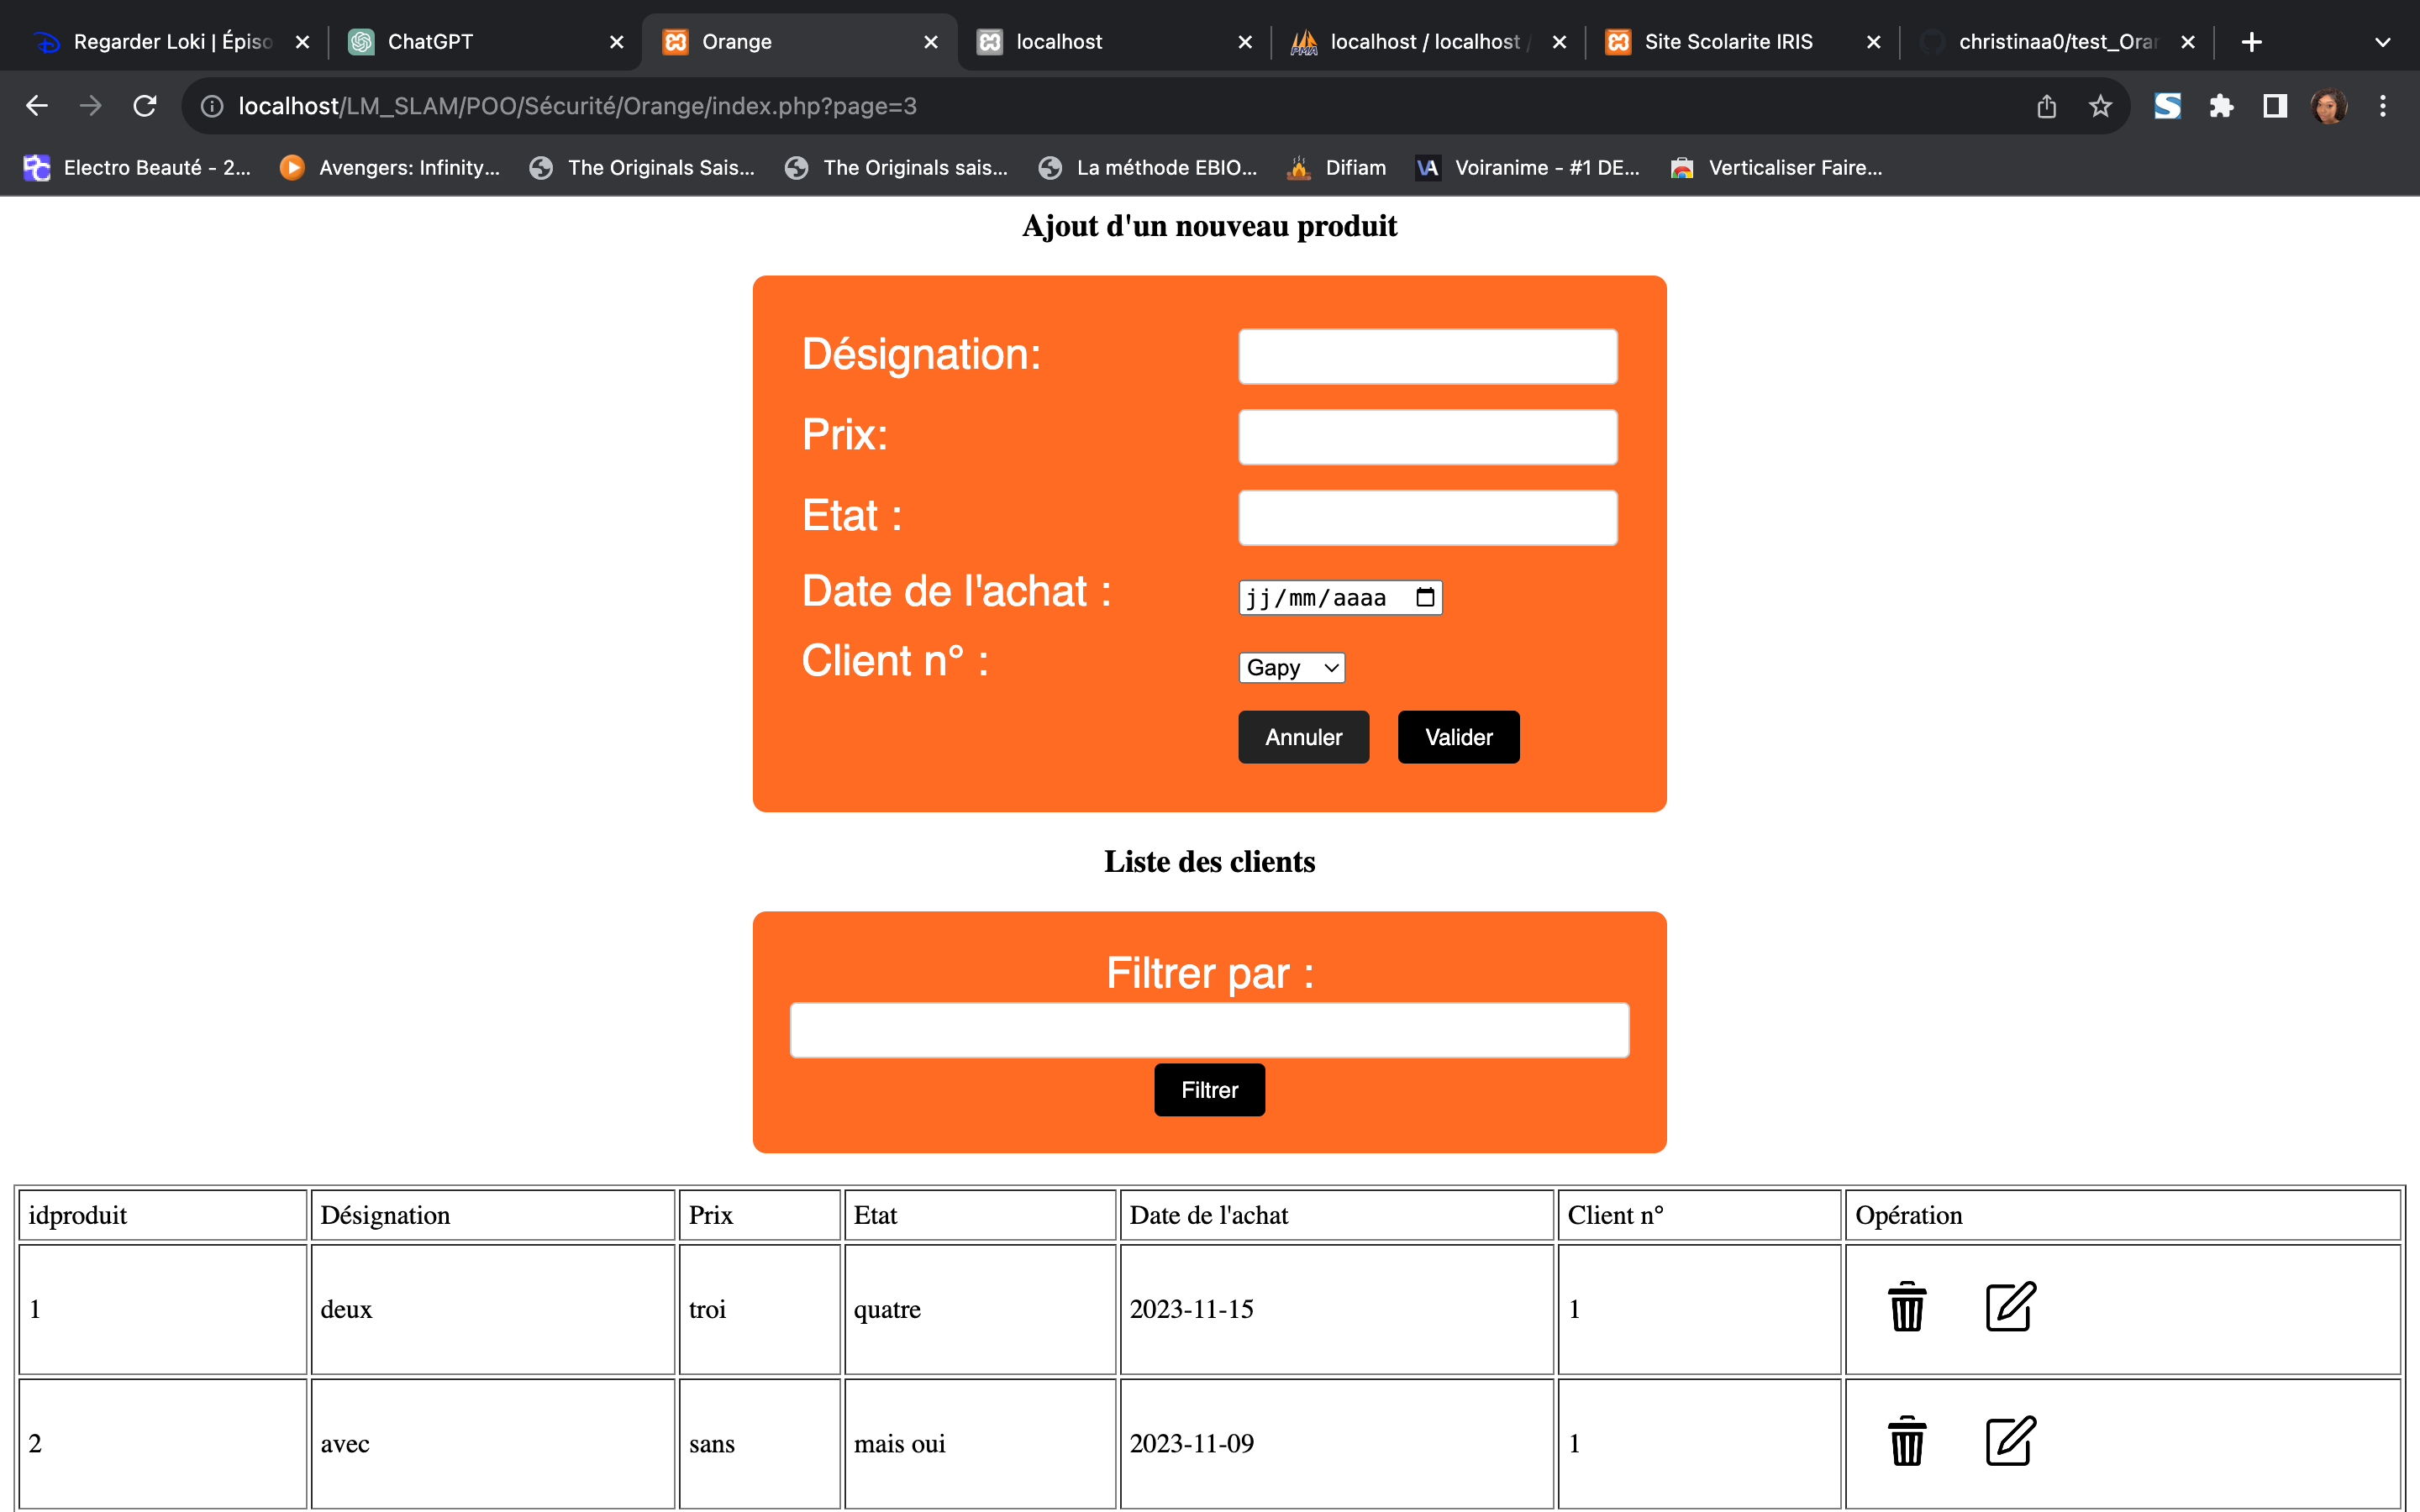 Regarder Loki | Épiso
ChatGPT
Orange
localhost
localhost / localhost /
Site Scolarite IRIS
christinaa0/test_Orar
localhost/LM_SLAM/POO/Sécurité/Orange/index.php?page=3
Electro Beauté - 2...
Avengers: Infinity...
The Originals Sais...
The Originals sais...
La méthode EBIO...
Difiam
Voiranime - #1 DE...
Verticaliser Faire...
Ajout d'un nouveau produit
Désignation:
Prix:
Etat :
Date de l'achat : jj/mm/aaaa
Client n° : Gapy
Annuler Valider
Liste des clients
Filtrer par :
Filtrer
idproduit Désignation Prix Etat Date de l'achat Client n° Opération
1 deux troi quatre 2023-11-15 1
2 avec sans mais oui 2023-11-09 1